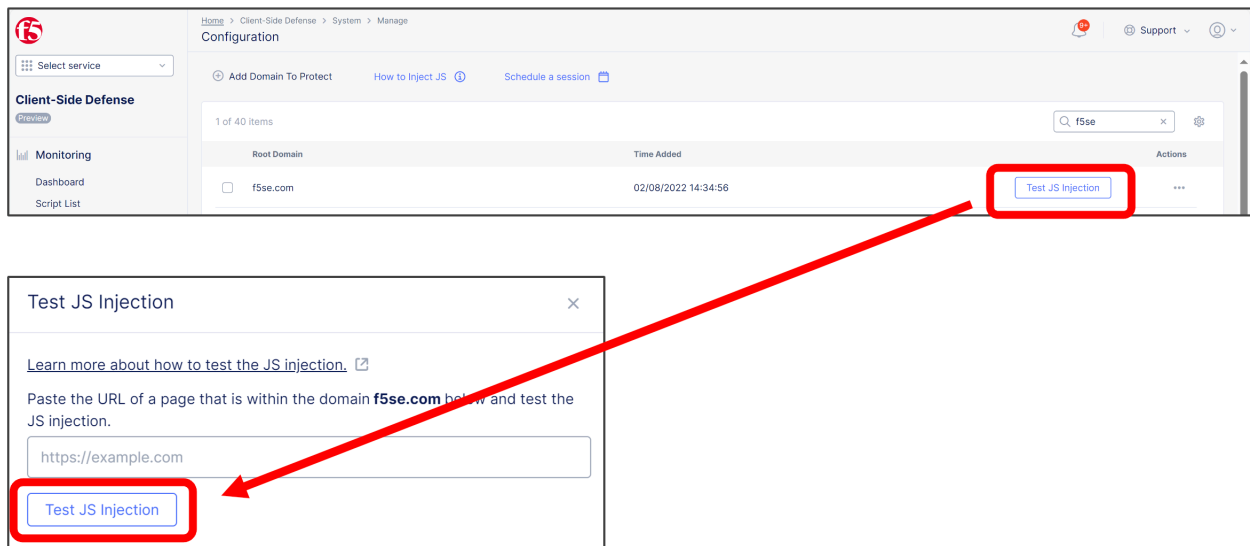 f5
Home > Client-Side Defense > System > Manage
Configuration
9+
Support
Select service
Add Domain To Protect
How to Inject JS
Schedule a session
Client-Side Defense
Preview
1 of 40 items
f5se
Monitoring
Root Domain
Time Added
Actions
Dashboard
f5se.com
02/08/2022 14:34:56
Test JS Injection
Script List
Test JS Injection
Learn more about how to test the JS injection.
Paste the URL of a page that is within the domain f5se.com below and test the
JS injection.
https://example.com
Test JS Injection